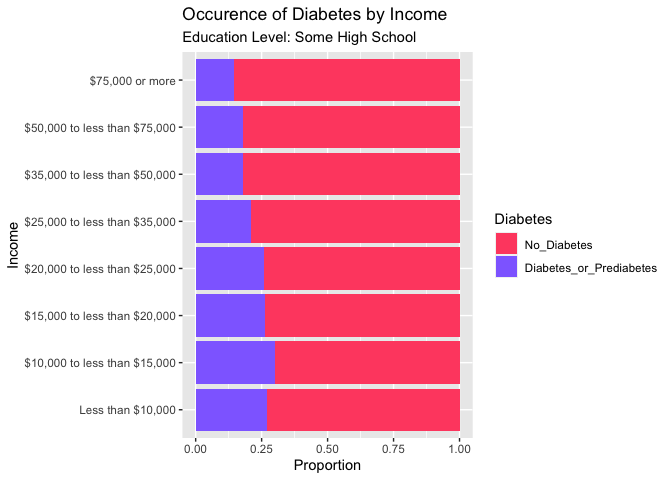 Occurence of Diabetes by Income
Education Level: Some High School
Income
$75,000 or more
$50,000 to less than $75,000
$35,000 to less than $50,000
$25,000 to less than $35,000
$20,000 to less than $25,000
$15,000 to less than $20,000
$10,000 to less than $15,000
Less than $10,000
0.00 0.25 0.50 0.75 1.00
Proportion
Diabetes
No_Diabetes
Diabetes_or_Prediabetes